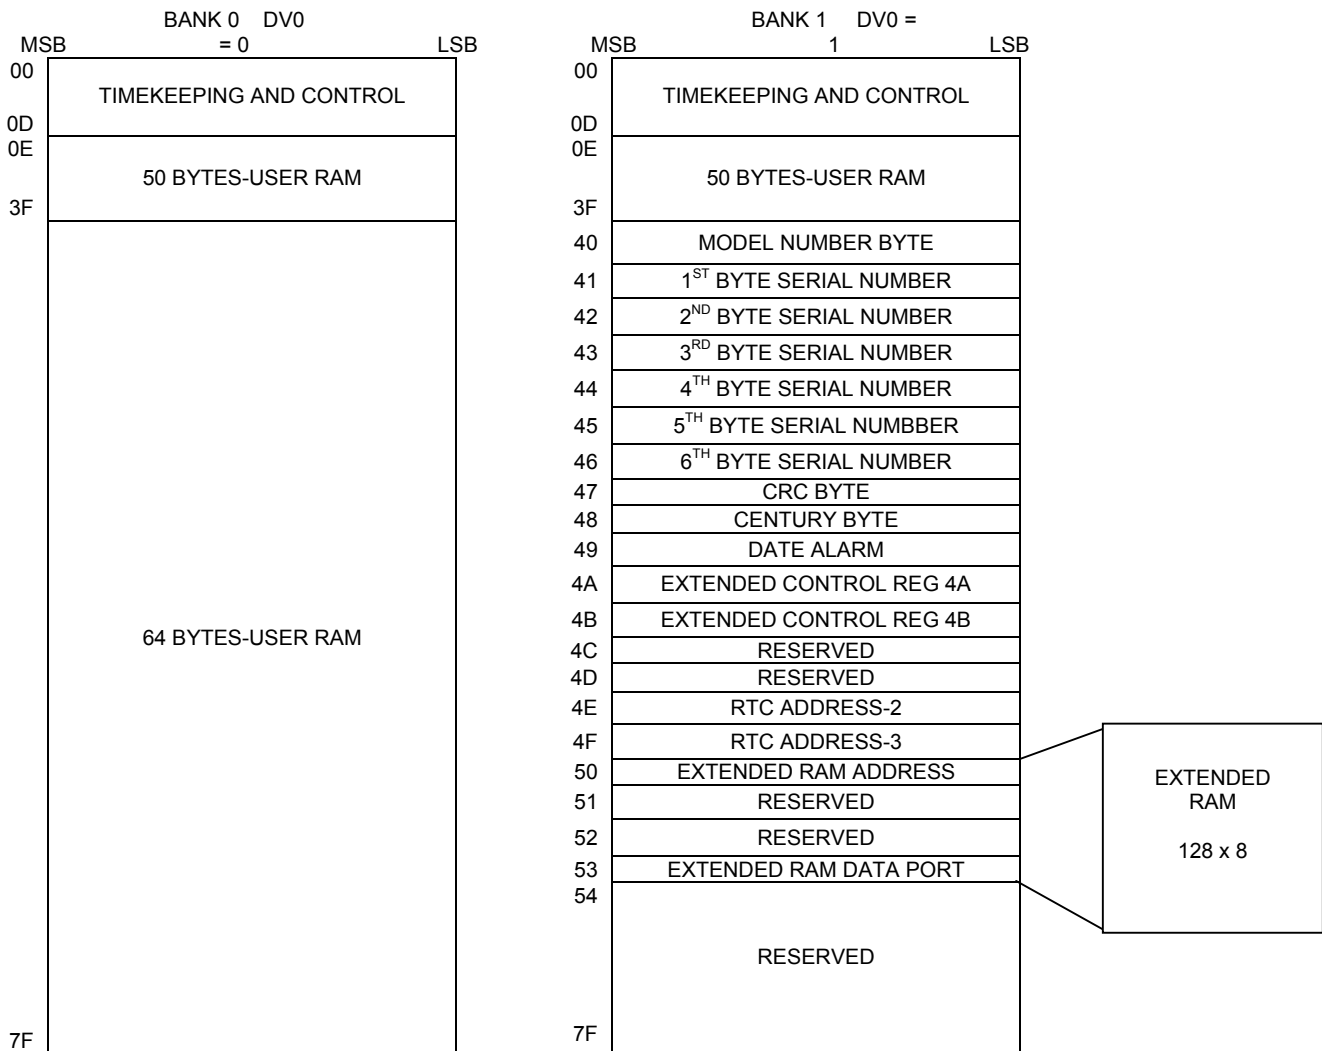 BANK 0 DV0
= 0
MSB
LSB
00
TIMEKEEPING AND CONTROL
0D
0E
50 BYTES-USER RAM
3F
64 BYTES-USER RAM
7F
BANK 1 DV0 =
1
MSB
LSB
00
TIMEKEEPING AND CONTROL
0D
0E
50 BYTES-USER RAM
3F
40 MODEL NUMBER BYTE
41 1ST BYTE SERIAL NUMBER
42 2ND BYTE SERIAL NUMBER
43 3RD BYTE SERIAL NUMBER
44 4TH BYTE SERIAL NUMBER
45 5TH BYTE SERIAL NUMBBER
46 6TH BYTE SERIAL NUMBER
47 CRC BYTE
48 CENTURY BYTE
49 DATE ALARM
4A EXTENDED CONTROL REG 4A
4B EXTENDED CONTROL REG 4B
4C RESERVED
4D RESERVED
4E RTC ADDRESS-2
4F RTC ADDRESS-3
50 EXTENDED RAM ADDRESS
51 RESERVED
52 RESERVED
53 EXTENDED RAM DATA PORT
54
RESERVED
7F
EXTENDED
RAM
128 x 8